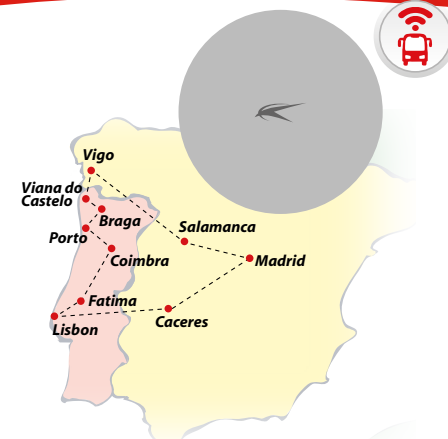 Vigo
Viana do
Castelo
Braga
Porto
Coimbra
Salamanca
Madrid
Fatima
Lisbon
Caceres